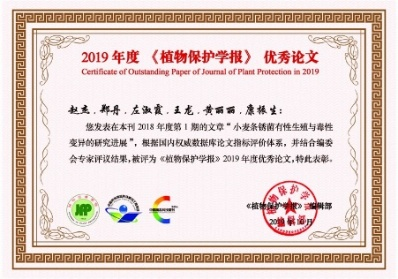 2019 年度 《植物保护学报》 优秀论文
Certificate of Outstanding Paper of Journal of Plant Protection in 2019
赵杰、郑丹、左淑霞、王龙、黄丽丽、康振生：
您发表在本刊 2018 年度第 1 期的文章“小麦条锈菌有性生殖与毒性
变异的研究进展”，根据国内权威数据库论文指标评价体系，并结合编委
会专家评议结果，被评为《植物保护学报》2019 年度优秀论文，特此表彰。
《植物保护学报》编辑部